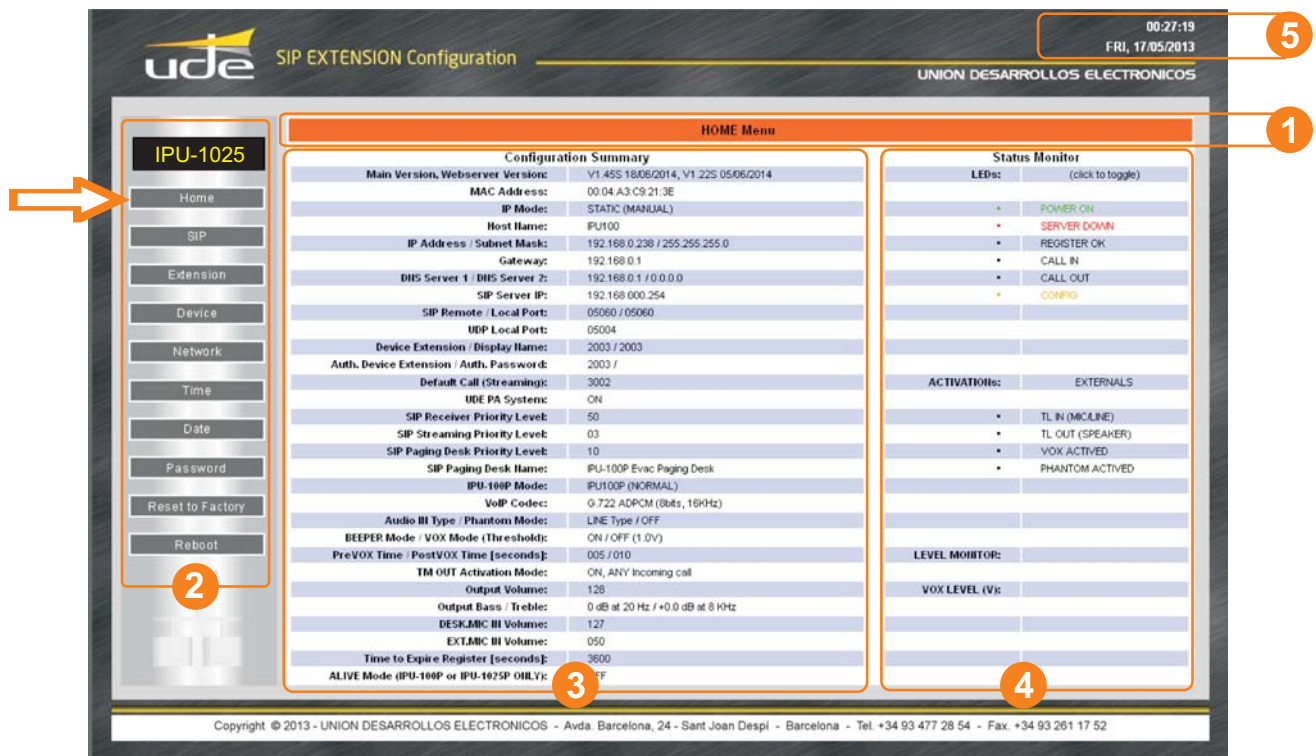 00:27:19
FRI, 17/05/2013
5
ude
SIP EXTENSION Configuration
UNION DESARROLLOS ELECTRONICOS
HOME Menu
1
IPU-1025
Home
SIP
Extension
Device
Network
Time
Date
Password
Reset to Factory
Reboot
2
Configuration Summary
Main Version, Webserver Version: V1.45S 18/06/2014, V1.22S 05/06/2014
MAC Address: 00:04:A3:C9:21:3E
IP Mode: STATIC (MANUAL)
Host Name: IPU100
IP Address / Subnet Mask: 192.168.0.238 / 255.255.255.0
Gateway: 192.168.0.1
DNS Server 1 / DNS Server 2: 192.168.0.1 / 0.0.0.0
SIP Server IP: 192.168.000.254
SIP Remote / Local Port: 05060 / 05060
UDP Local Port: 05004
Device Extension / Display Name: 2003 / 2003
Auth. Device Extension / Auth. Password: 2003 /
Default Call (Streaming): 3002
UDE PA System: ON
SIP Receiver Priority Level: 50
SIP Streaming Priority Level: 03
SIP Paging Desk Priority Level: 10
SIP Paging Desk Name: IPU-100P Evac Paging Desk
IPU-100P Mode: IPU100P (NORMAL)
VoIP Codec: G.722 ADPCM (8bits, 16KHz)
Audio IN Type / Phantom Mode: LINE Type / OFF
BEEPER Mode / VOX Mode (Threshold): ON / OFF (1.0V)
PreVOX Time / PostVOX Time [seconds]: 005 / 010
TM OUT Activation Mode: ON, ANY Incoming call
Output Volume: 128
Output Bass / Treble: 0 dB at 20 Hz / +0.0 dB at 8 KHz
DESK.MIC IN Volume: 127
EXT.MIC IN Volume: 050
Time to Expire Register [seconds]: 3600
ALIVE Mode (IPU-100P or IPU-1025P ONLY):
3
Status Monitor
LEDs: (click to toggle)
• POWER ON
• SERVER DOWN
• REGISTER OK
• CALL IN
• CALL OUT
• CONFIG
ACTIVATIONs: EXTERNALS
• TL IN (MIC/LINE)
• TL OUT (SPEAKER)
• VOX ACTIVED
• PHANTOM ACTIVED
LEVEL MONITOR:
VOX LEVEL (V):
4
Copyright © 2013 - UNION DESARROLLOS ELECTRONICOS - Avda. Barcelona, 24 - Sant Joan Despí - Barcelona - Tel. +34 93 477 28 54 - Fax. +34 93 261 17 52